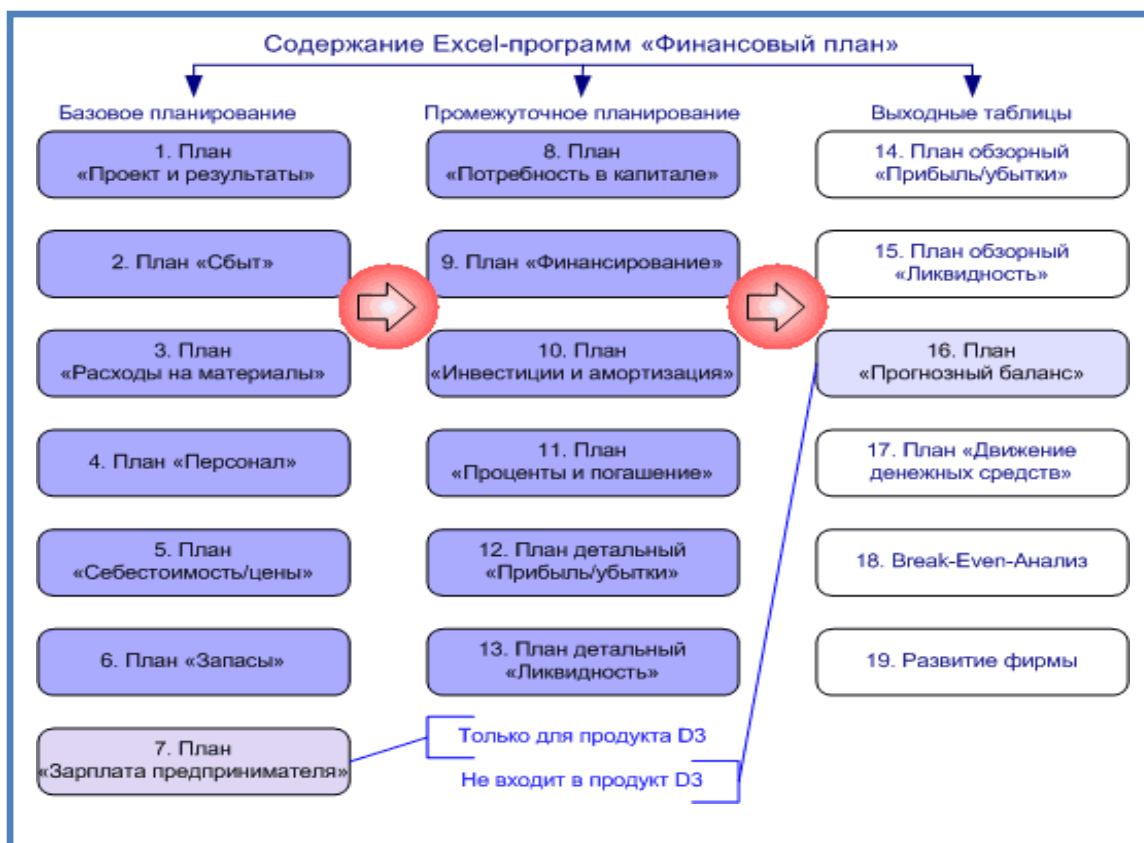 Содержание Excel-программ «Финансовый план»
Базовое планирование
1. План
«Проект и результаты»
2. План «Сбыт»
3. План
«Расходы на материалы»
4. План «Персонал»
5. План
«Себестоимость/цены»
6. План «Запасы»
7. План
«Зарплата предпринимателя»
Промежуточное планирование
8. План
«Потребность в капитале»
9. План «Финансирование»
10. План
«Инвестиции и амортизация»
11. План
«Проценты и погашение»
12. План детальный
«Прибыль/убытки»
13. План детальный
«Ликвидность»
Только для продукта D3
Не входит в продукт D3
Выходные таблицы
14. План обзорный
«Прибыль/убытки»
15. План обзорный
«Ликвидность»
16. План
«Прогнозный баланс»
17. План «Движение
денежных средств»
18. Break-Even-Анализ
19. Развитие фирмы